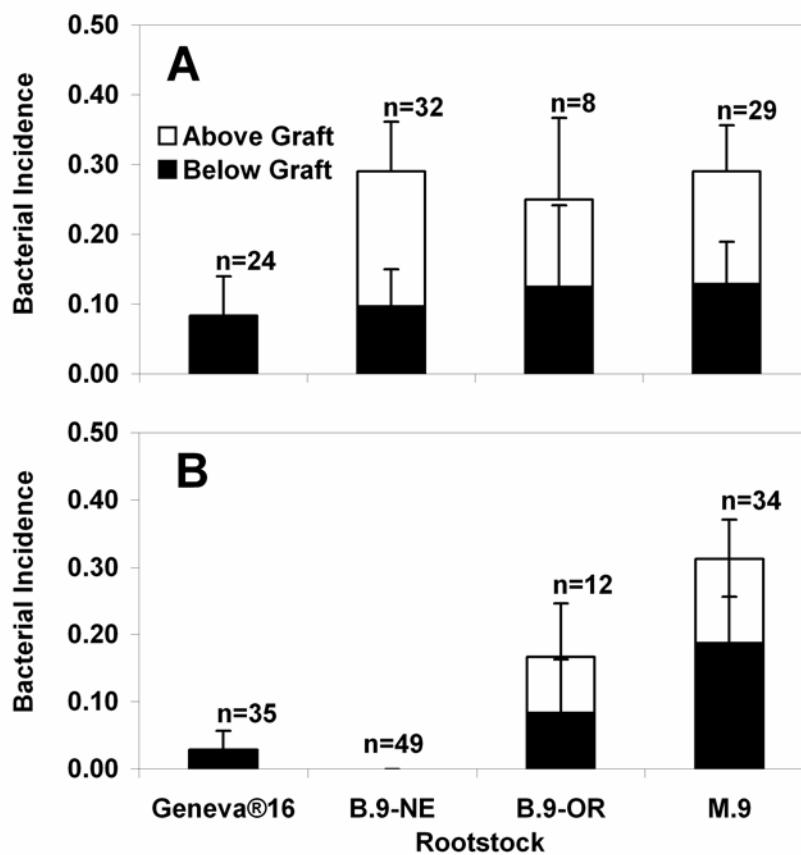 0.50
A
n=32
n=8
n=29
0.40
Above Graft
Below Graft
0.30
n=24
0.20
0.10
0.00
Bacterial Incidence
0.50
B
n=34
0.40
0.30
n=12
0.20
n=35
n=49
0.10
0.00
Bacterial Incidence
Geneva®16 B.9-NE B.9-OR M.9
Rootstock